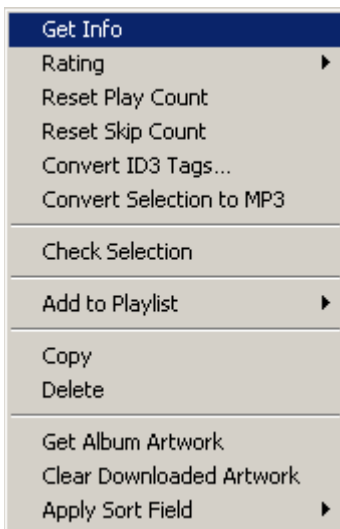 Get Info
Rating
Reset Play Count
Reset Skip Count
Convert ID3 Tags...
Convert Selection to MP3
Check Selection
Add to Playlist
Copy
Delete
Get Album Artwork
Clear Downloaded Artwork
Apply Sort Field